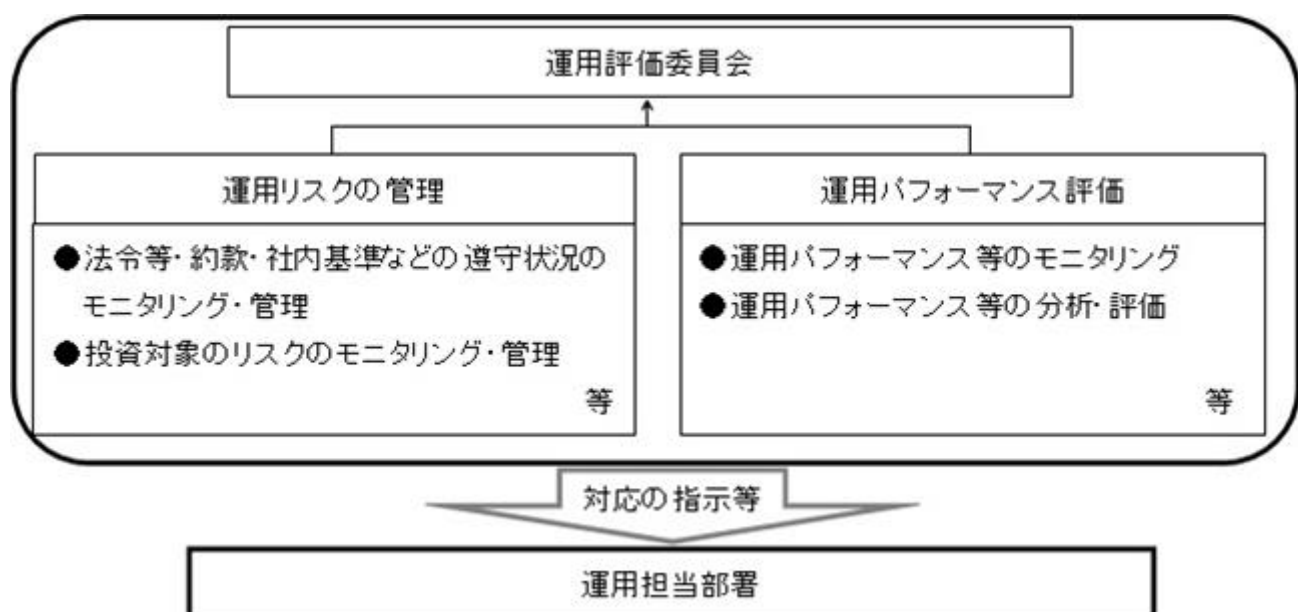 運用評価委員会
運用リスクの管理
●法令等・約款・社内基準などの遵守状況の
モニタリング・管理
●投資対象のリスクのモニタリング・管理
等
運用パフォーマンス評価
●運用パフォーマンス等のモニタリング
●運用パフォーマンス等の分析・評価
等
対応の指示等
運用担当部署